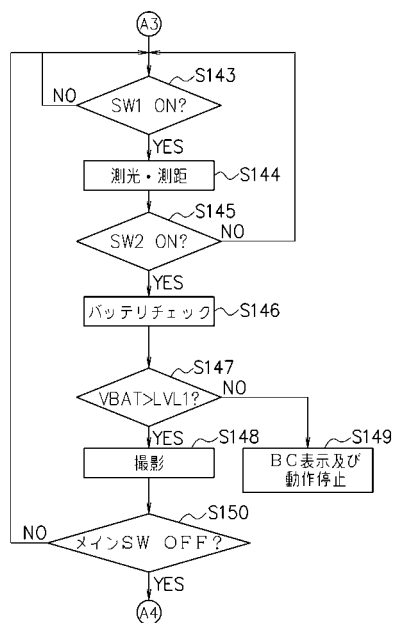 A3
S143
NO
SW1 ON?
YES
測光・測距
S144
S145
SW2 ON?
NO
YES
バッテリチェック
S146
S147
VBAT>LVL1?
NO
YES
S148
撮影
S149
BC表示及び
動作停止
S150
NO
メインSW OFF?
YES
A4